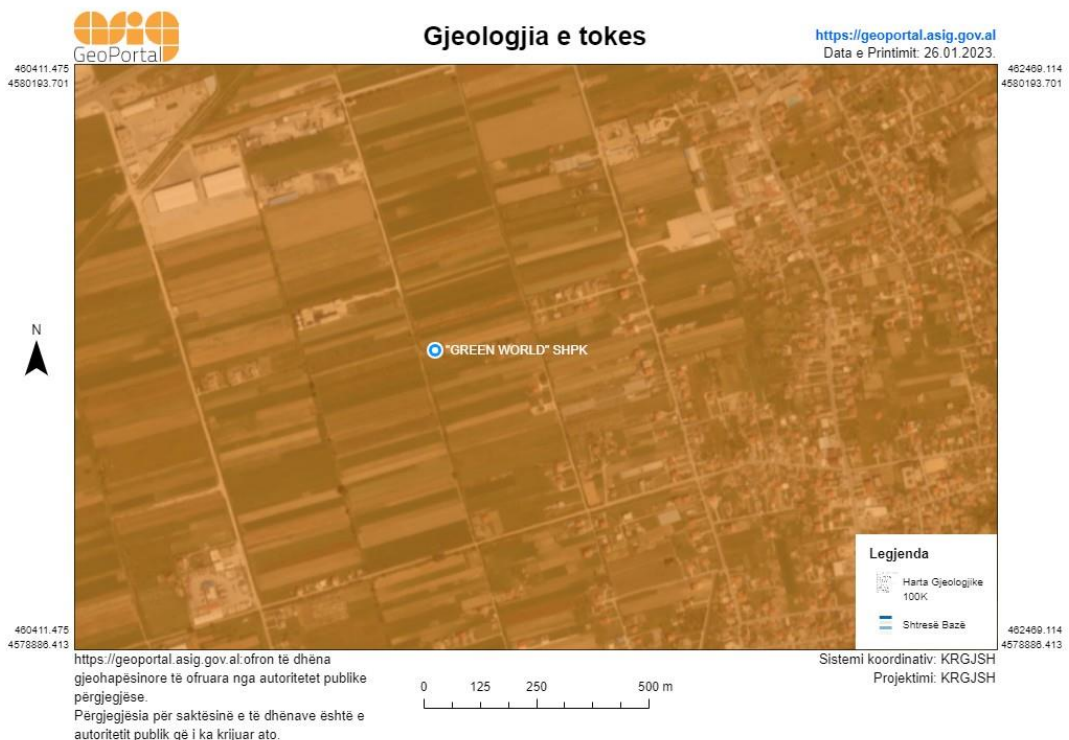 asig
GeoPortal
Gjeologjia e tokes
https://geoportal.asig.gov.al
Data e Printimit: 26.01.2023.
460411.475
4580193.701
462469.114
4580193.701
N
"GREEN WORLD" SHPK
Legjenda
Harta Gjeologjike
100K
Shtresë Bazë
460411.475
4578886.413
462469.114
4578886.413
https://geoportal.asig.gov.al:ofron të dhëna
gjeohapësinore të ofruara nga autoritetet publike
përgjegjëse.
Përgjegjësia për saktësinë e të dhënave është e
autoritetit publik që i ka krijuar ato.
0 125 250 500 m
Sistemi koordinativ: KRGJSH
Projektimi: KRGJSH